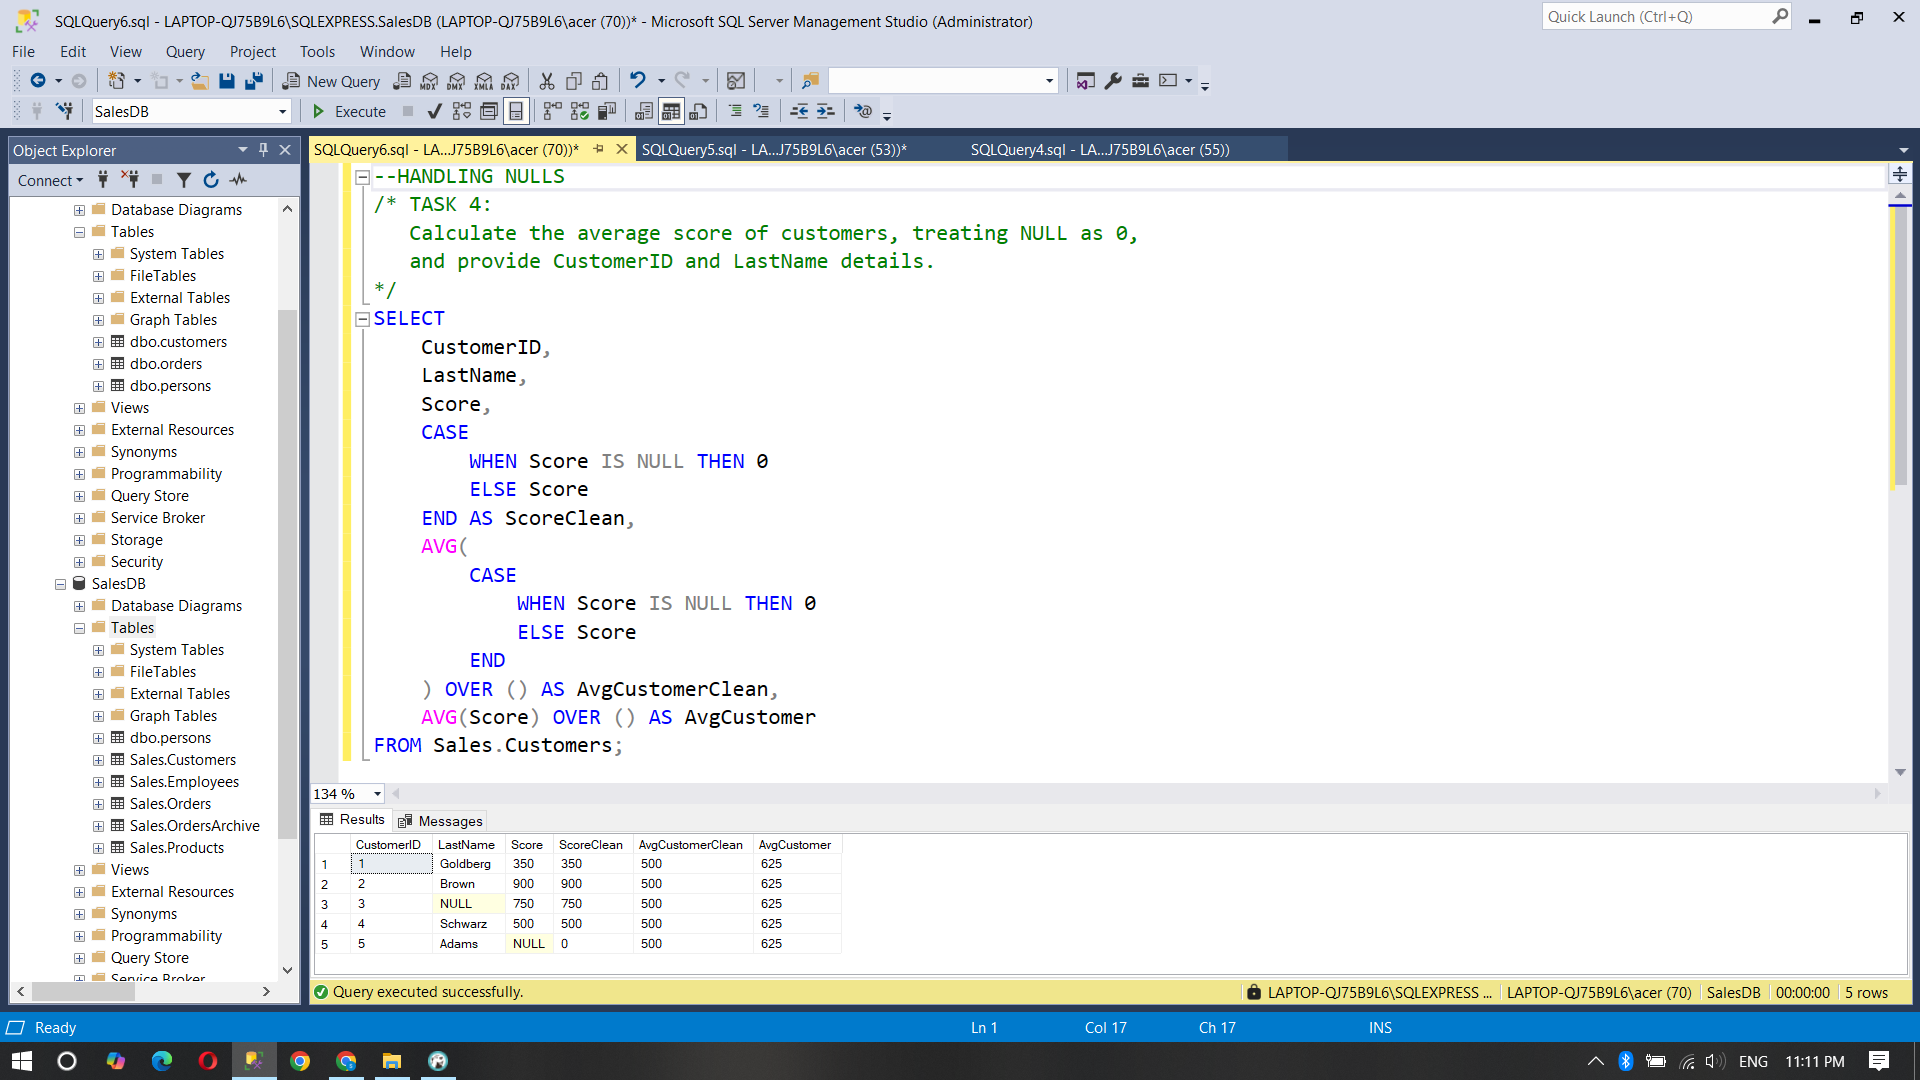 SQLQuery6.sql - LAPTOP-QJ75B9L6\SQLEXPRESS.SalesDB (LAPTOP-QJ75B9L6\acer (70))* - Microsoft SQL Server Management Studio (Administrator)
Quick Launch (Ctrl+Q)
File Edit View Query Project Tools Window Help
New Query
MDX DMX XMLA DAX
SalesDB
Execute
Object Explorer
SQLQuery6.sql - LA...J75B9L6\acer (70))*
SQLQuery5.sql - LA...J75B9L6\acer (53))*
SQLQuery4.sql - LA...J75B9L6\acer (55))
Connect
Database Diagrams
Tables
System Tables
FileTables
External Tables
Graph Tables
dbo.customers
dbo.orders
dbo.persons
Views
External Resources
Synonyms
Programmability
Query Store
Service Broker
Storage
Security
SalesDB
Database Diagrams
Tables
System Tables
FileTables
External Tables
Graph Tables
dbo.persons
Sales.Customers
Sales.Employees
Sales.Orders
Sales.OrdersArchive
Sales.Products
Views
External Resources
Synonyms
Programmability
Query Store
Service Broker
--HANDLING NULLS
/* TASK 4:
Calculate the average score of customers, treating NULL as 0,
and provide CustomerID and LastName details.
*/
SELECT
CustomerID,
LastName,
Score,
CASE
WHEN Score IS NULL THEN 0
ELSE Score
END AS ScoreClean,
AVG(
CASE
WHEN Score IS NULL THEN 0
ELSE Score
END
) OVER () AS AvgCustomerClean,
AVG(Score) OVER () AS AvgCustomer
FROM Sales.Customers;
134 %
Results Messages
CustomerID LastName Score ScoreClean AvgCustomerClean AvgCustomer
1 1 Goldberg 350 350 500 625
2 2 Brown 900 900 500 625
3 3 NULL 750 750 500 625
4 4 Schwarz 500 500 500 625
5 5 Adams NULL 0 500 625
Query executed successfully.
LAPTOP-QJ75B9L6\SQLEXPRESS ... LAPTOP-QJ75B9L6\acer (70) SalesDB 00:00:00 5 rows
Ready Ln 1 Col 17 Ch 17 INS
ENG 11:11 PM